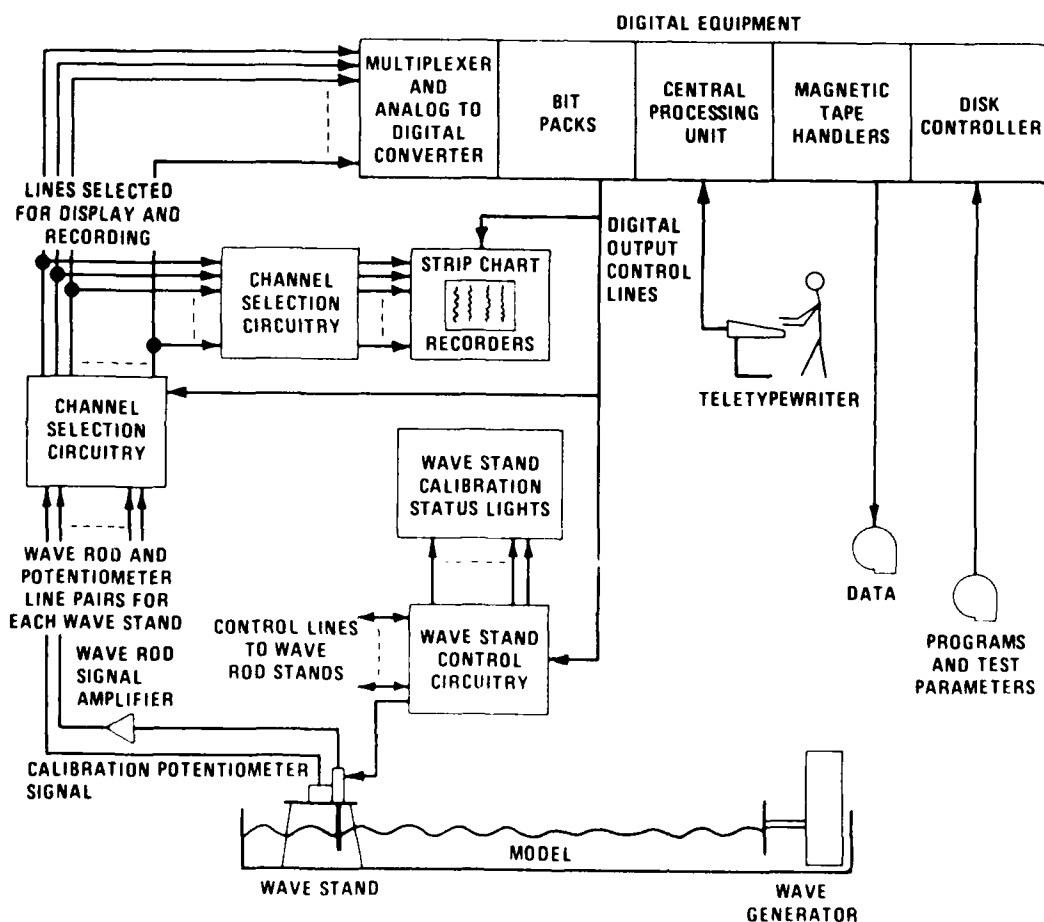 DIGITAL EQUIPMENT
MULTIPLEXER
AND
ANALOG TO
DIGITAL
CONVERTER
BIT
PACKS
CENTRAL
PROCESSING
UNIT
MAGNETIC
TAPE
HANDLERS
DISK
CONTROLLER
LINES SELECTED
FOR DISPLAY AND
RECORDING
CHANNEL
SELECTION
CIRCUITRY
STRIP CHART
RECORDERS
DIGITAL
OUTPUT
CONTROL
LINES
TELETYPEWRITER
CHANNEL
SELECTION
CIRCUITRY
WAVE STAND
CALIBRATION
STATUS LIGHTS
WAVE ROD AND
POTENTIOMETER
LINE PAIRS FOR
EACH WAVE STAND
CONTROL LINES
TO WAVE
ROD STANDS
WAVE STAND
CONTROL
CIRCUITRY
DATA
PROGRAMS
AND TEST
PARAMETERS
WAVE ROD
SIGNAL
AMPLIFIER
CALIBRATION POTENTIOMETER
SIGNAL
MODEL
WAVE STAND
WAVE
GENERATOR